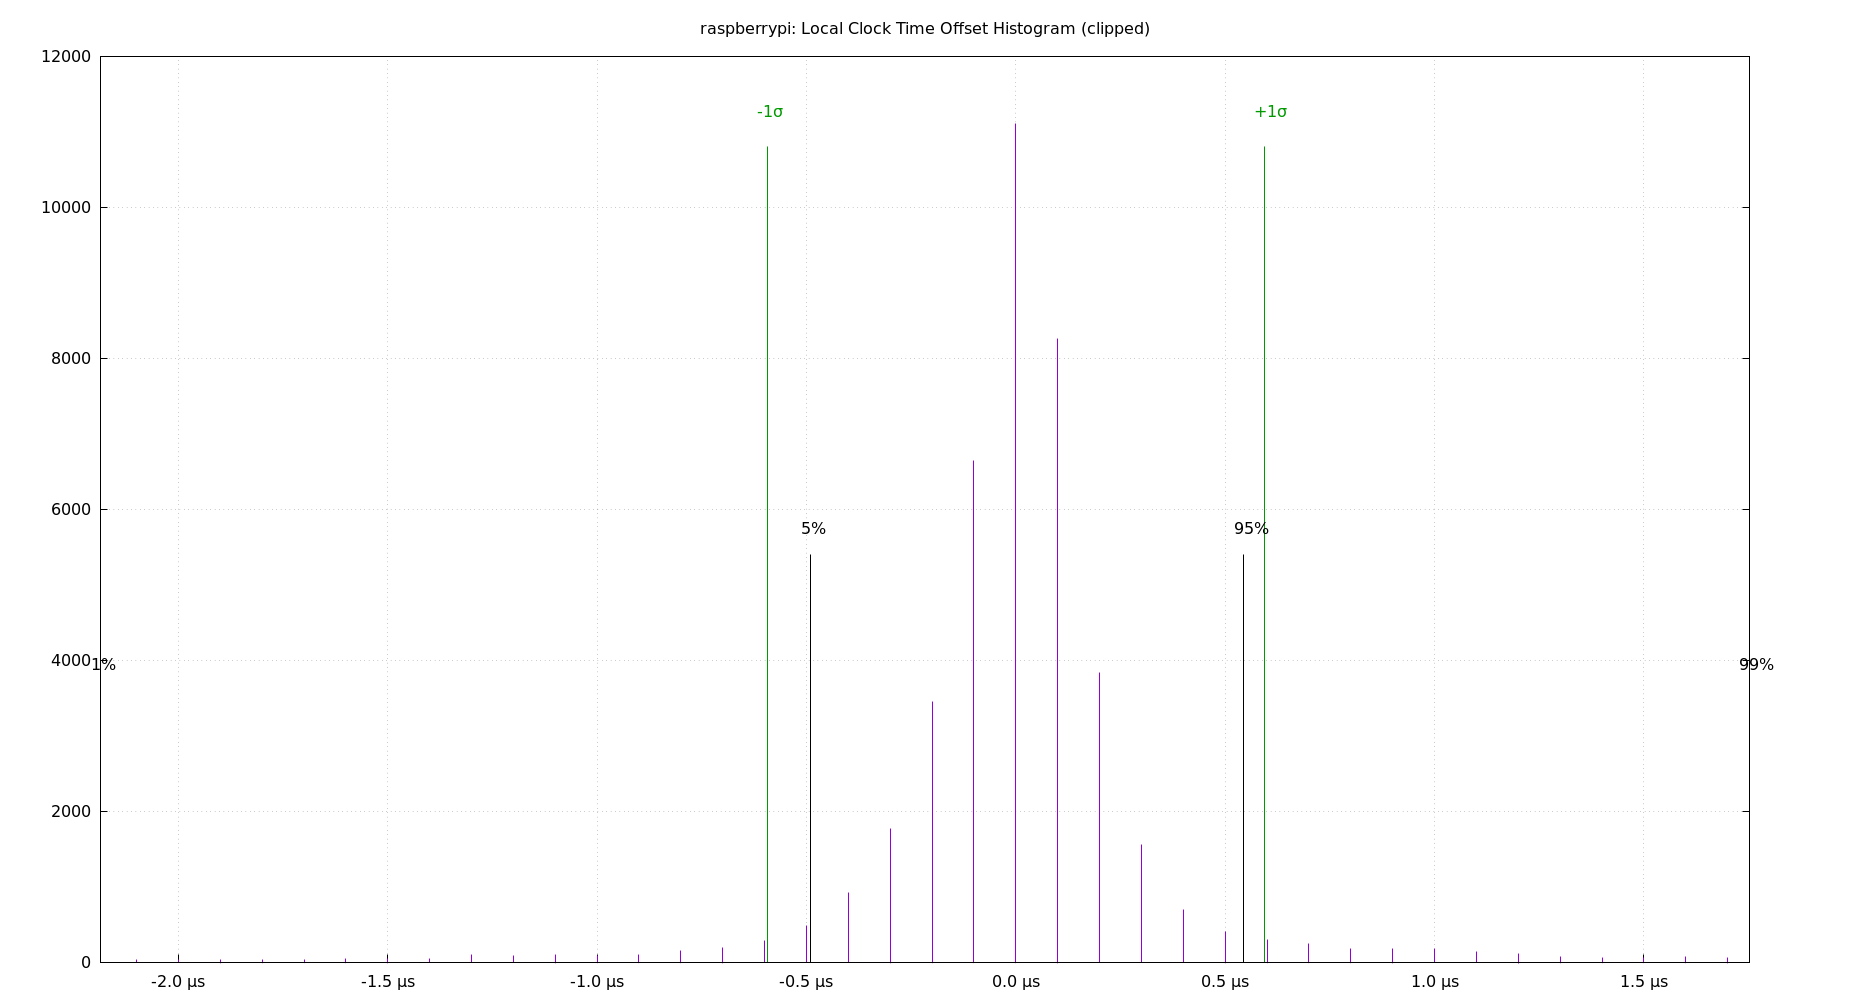 raspberrypi: Local Clock Time Offset Histogram (clipped)
12000
-1σ
+1σ
10000
8000
6000
5%
95%
4000
1%
99%
2000
0
-2.0 µs
-1.5 µs
-1.0 µs
-0.5 µs
0.0 µs
0.5 µs
1.0 µs
1.5 µs